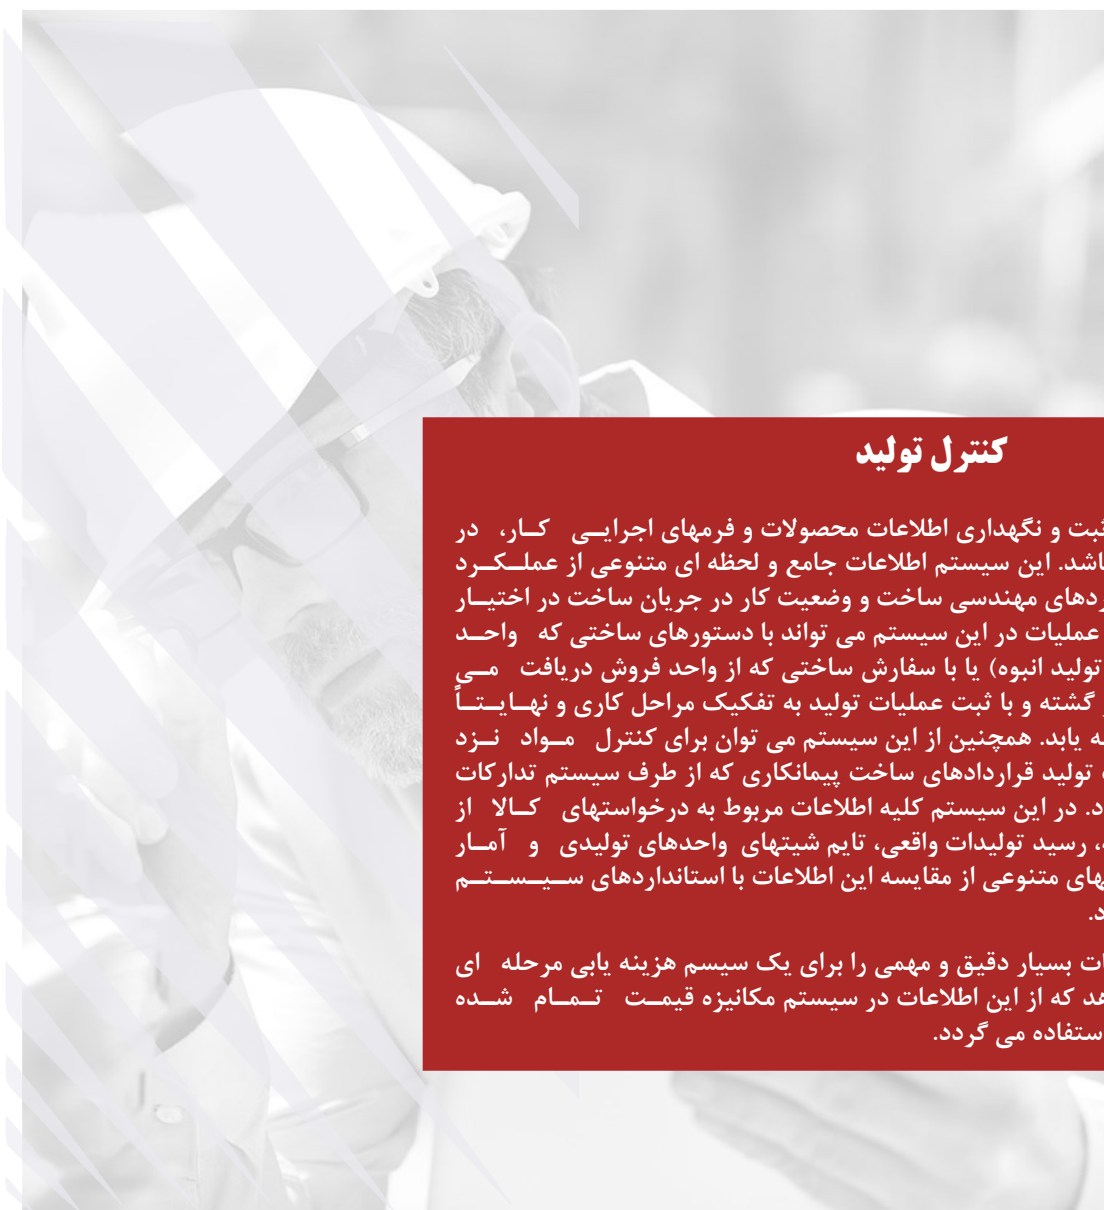 کنترل تولید
ثبت و نگهداری اطلاعات محصولات و فرمهای اجرایی کار، در
اشد. این سیستم اطلاعات جامع و لحظه ای متنوعی از عملکرد
ردهای مهندسی ساخت و وضعیت کار در جریان ساخت در اختیار
عملیات در این سیستم می تواند با دستورهای ساختی که واحد
تولید انبوه) یا با سفارش ساختی که از واحد فروش دریافت می
گشته و با ثبت عملیات تولید به تفکیک مراحل کاری و نهایتاً
ه یابد. همچنین از این سیستم می توان برای کنترل مواد نزد
تولید قراردادهای ساخت پیمانکاری که از طرف سیستم تدارکات
د. در این سیستم کلیه اطلاعات مربوط به درخواستهای کالا از
، رسید تولیدات واقعی، تایم شیتهای واحدهای تولیدی و آمار
های متنوعی از مقایسه این اطلاعات با استانداردهای سیستم
د.
ات بسیار دقیق و مهمی را برای یک سیسم هزینه یابی مرحله ای
هد که از این اطلاعات در سیستم مکانیزه قیمت تمام شده
ستفاده می گردد.